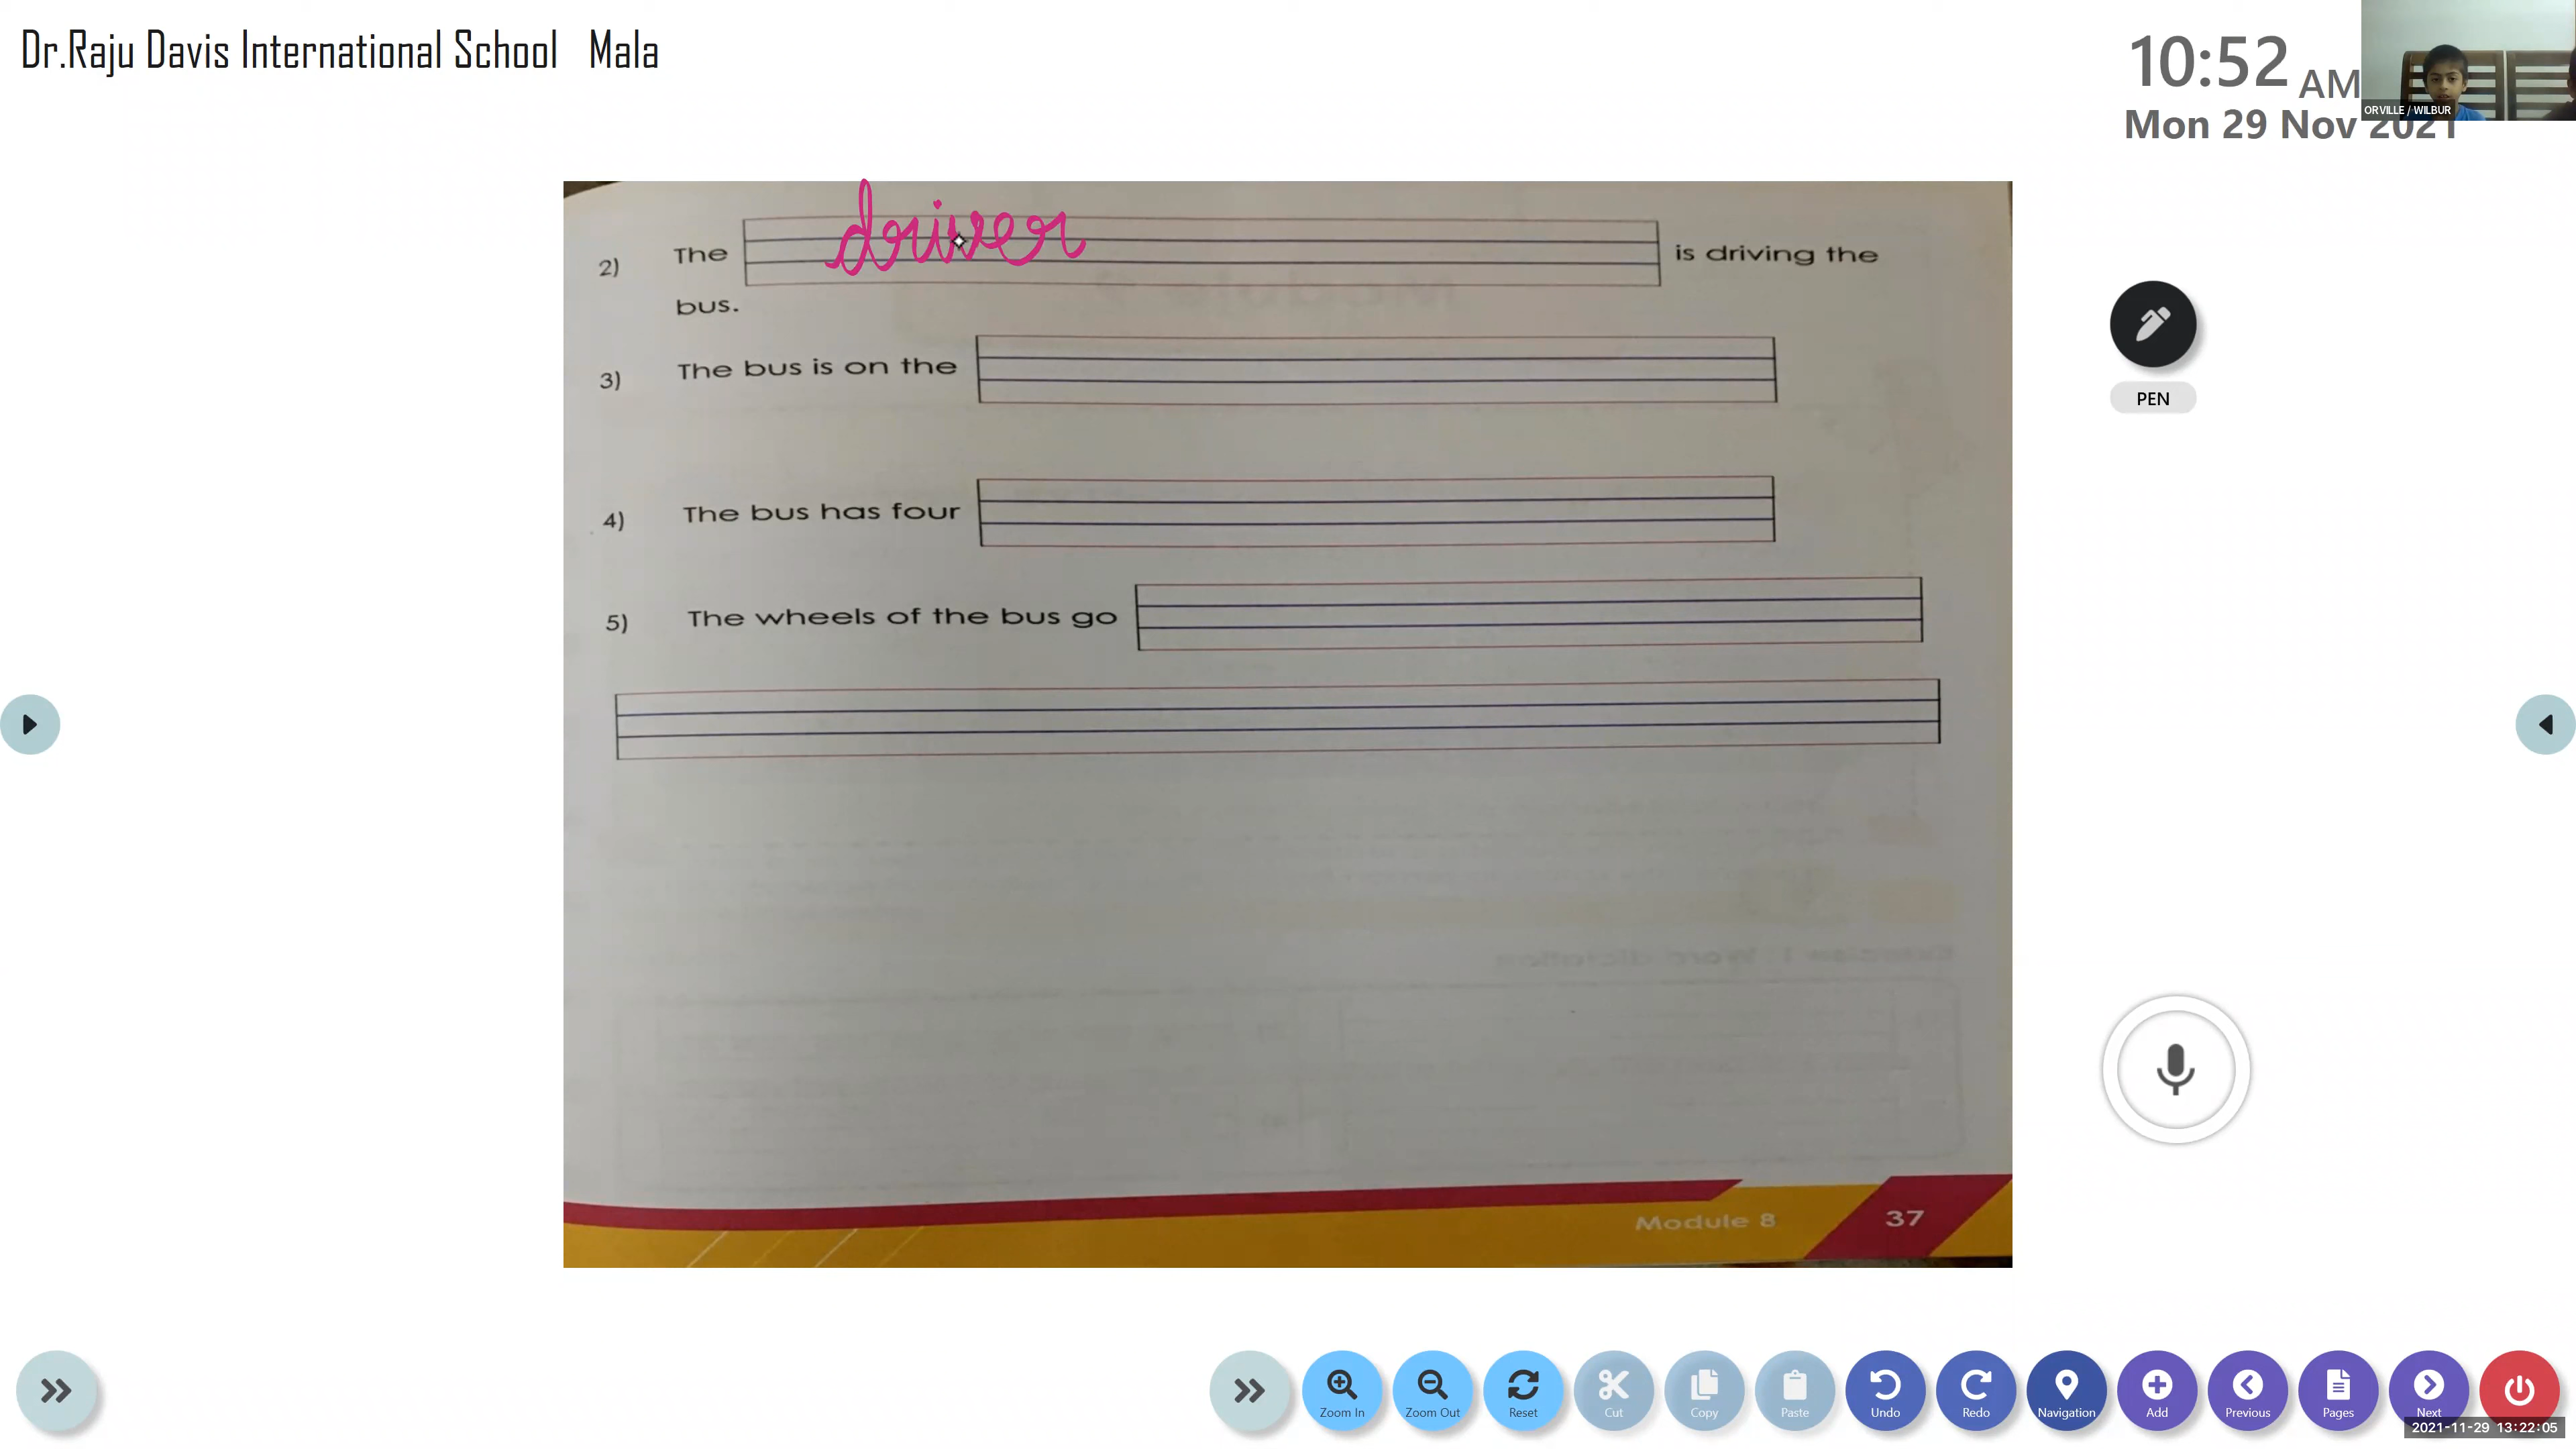 Dr.Raju Davis International School Mala
10:52 AM
Mon 29 Nov 2021
ORVILLE / WILBUR
2) The driver is driving the
bus.
3) The bus is on the
4) The bus has four
5) The wheels of the bus go
PEN
Module 8 37
Zoom In Zoom Out Reset Cut Copy Paste Undo Redo Navigation Add Previous Pages Next
2021-11-29 13:22:05